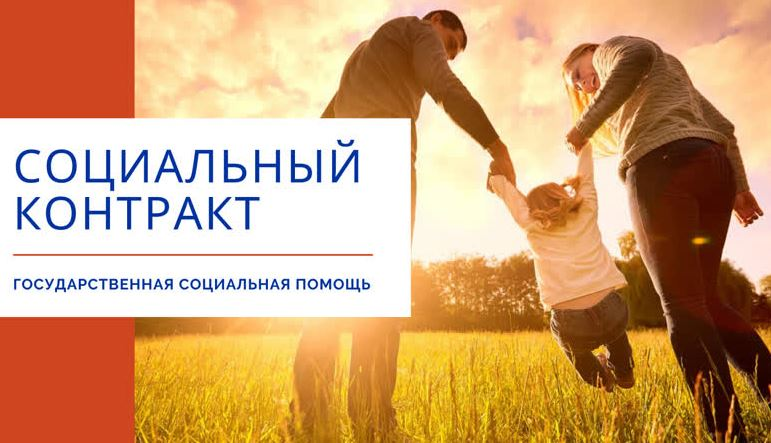 СОЦИАЛЬНЫЙ
КОНТРАКТ
ГОСУДАРСТВЕННАЯ СОЦИАЛЬНАЯ ПОМОЩЬ